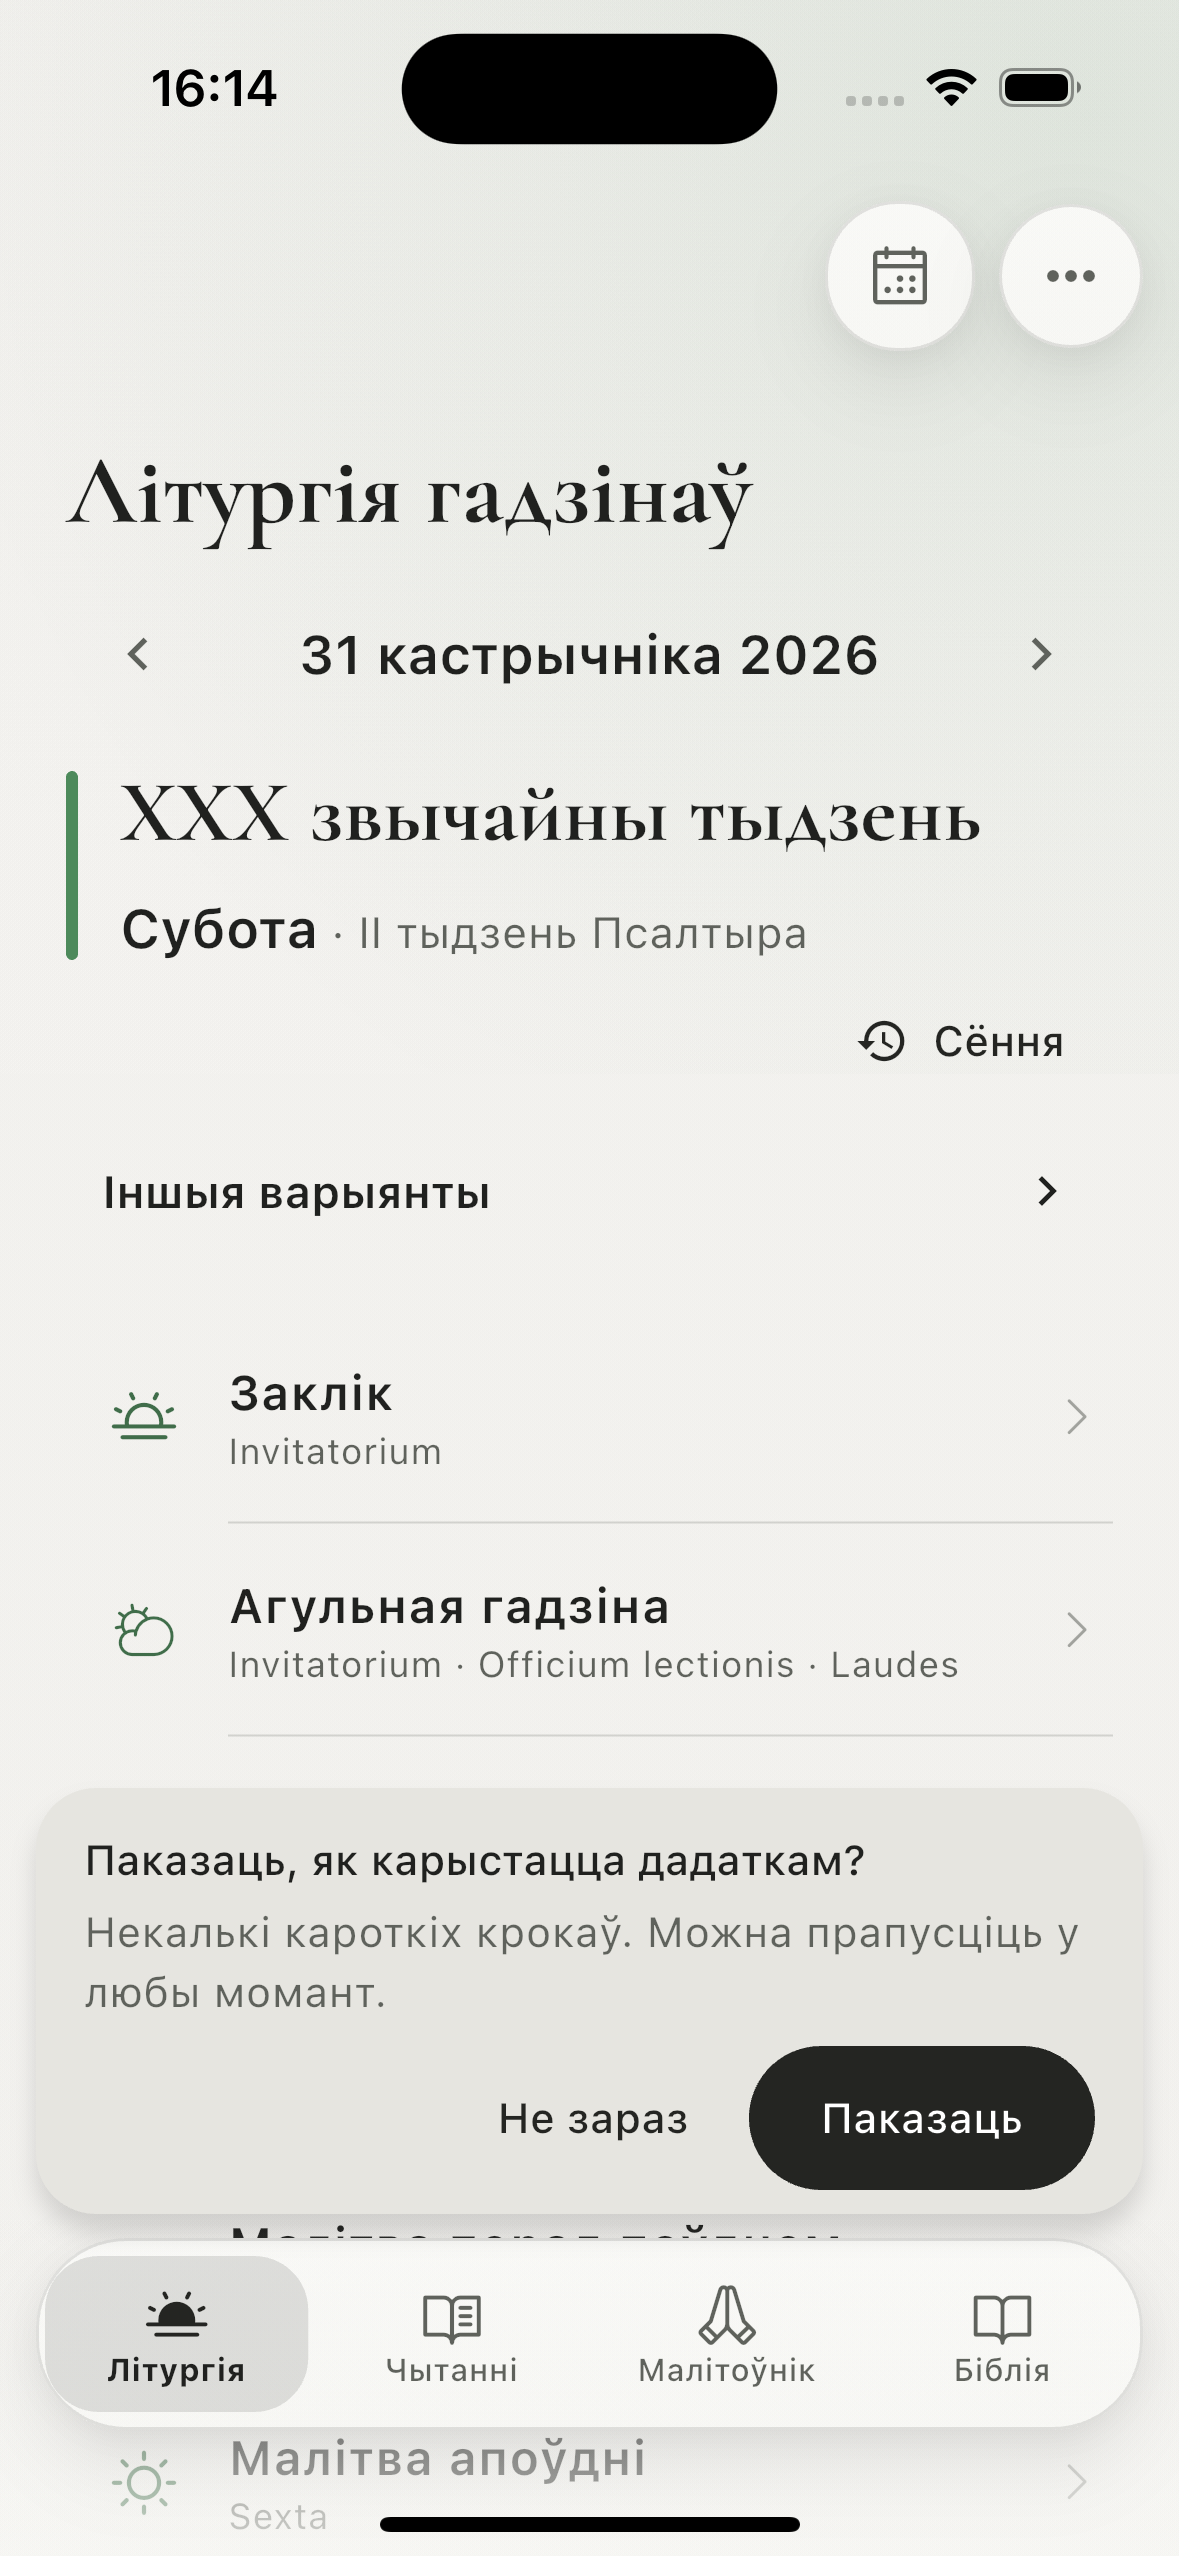 16:14
Літургія гадзінаў
31 кастрычніка 2026
XXX звычайны тыдзень
Субота · II тыдзень Псалтыра
Сёння
Іншыя варыянты
Заклік
Invitatorium
Агульная гадзіна
Invitatorium · Officium lectionis · Laudes
Паказаць, як карыстацца дадаткам?
Некалькі кароткіх крокаў. Можна прапусціць у
любы момант.
Не зараз
Паказаць
Літургія
Чытанні
Малітоўнік
Біблія
Малітва апоўдні
Sexta